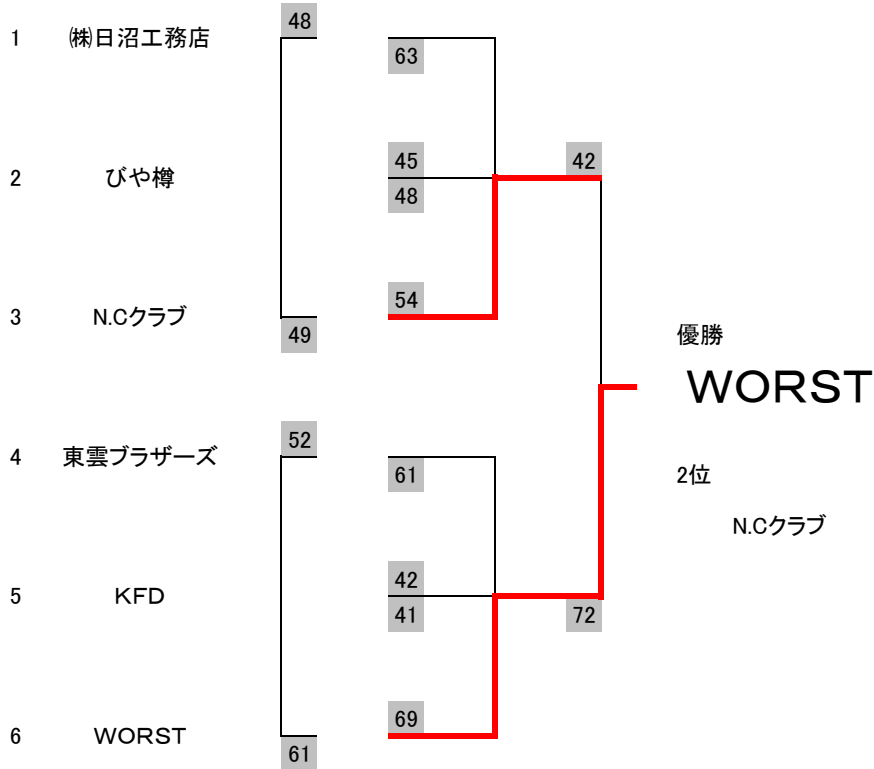 48
1 ㈱日沼工務店
63
45 42
2 びや樽
48
54
3 N.Cクラブ
49
優勝
WORST
52
4 東雲ブラザーズ
61
2位
N.Cクラブ
42
5 KFD
41 72
69
6 WORST
61